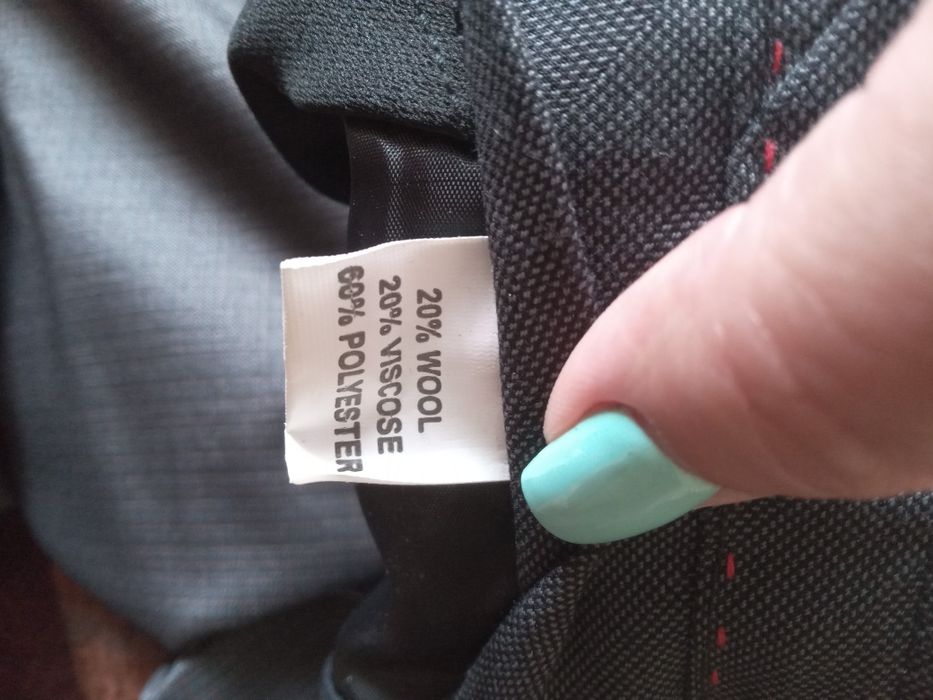 20% WOOL
20% VISCOSE
60% POLYESTER